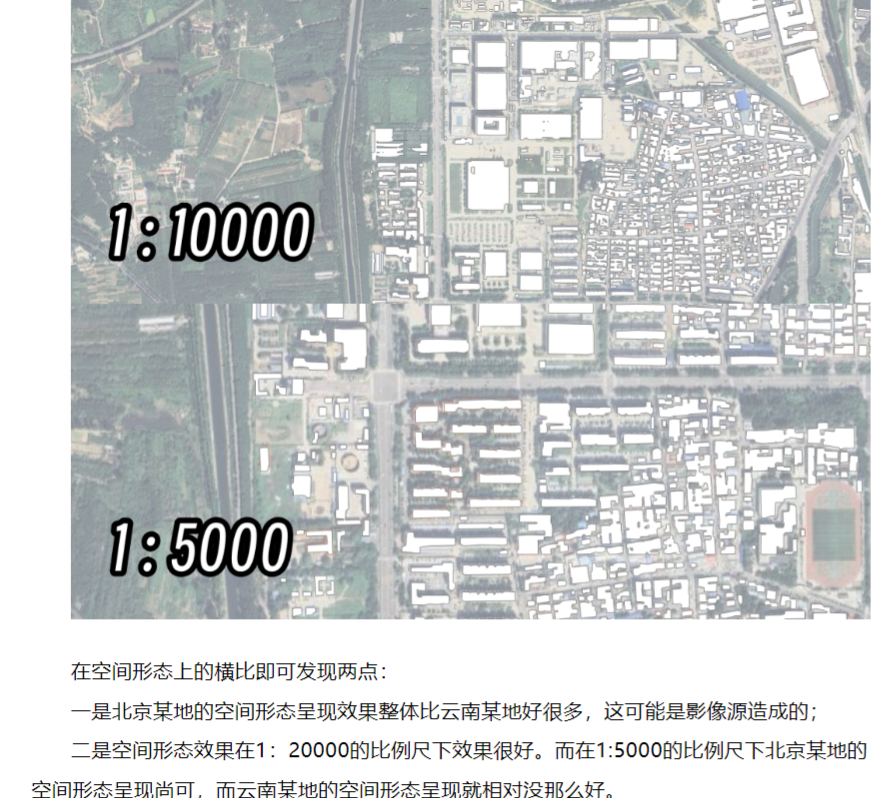 1:10000
1:5000
在空间形态上的横比即可发现两点：
一是北京某地的空间形态呈现效果整体比云南某地好很多，这可能是影像源造成的；
二是空间形态效果在1：20000的比例尺下效果很好。而在1:5000的比例尺下北京某地的
空间形态呈现尚可，而云南某地的空间形态呈现就相对没那么好。